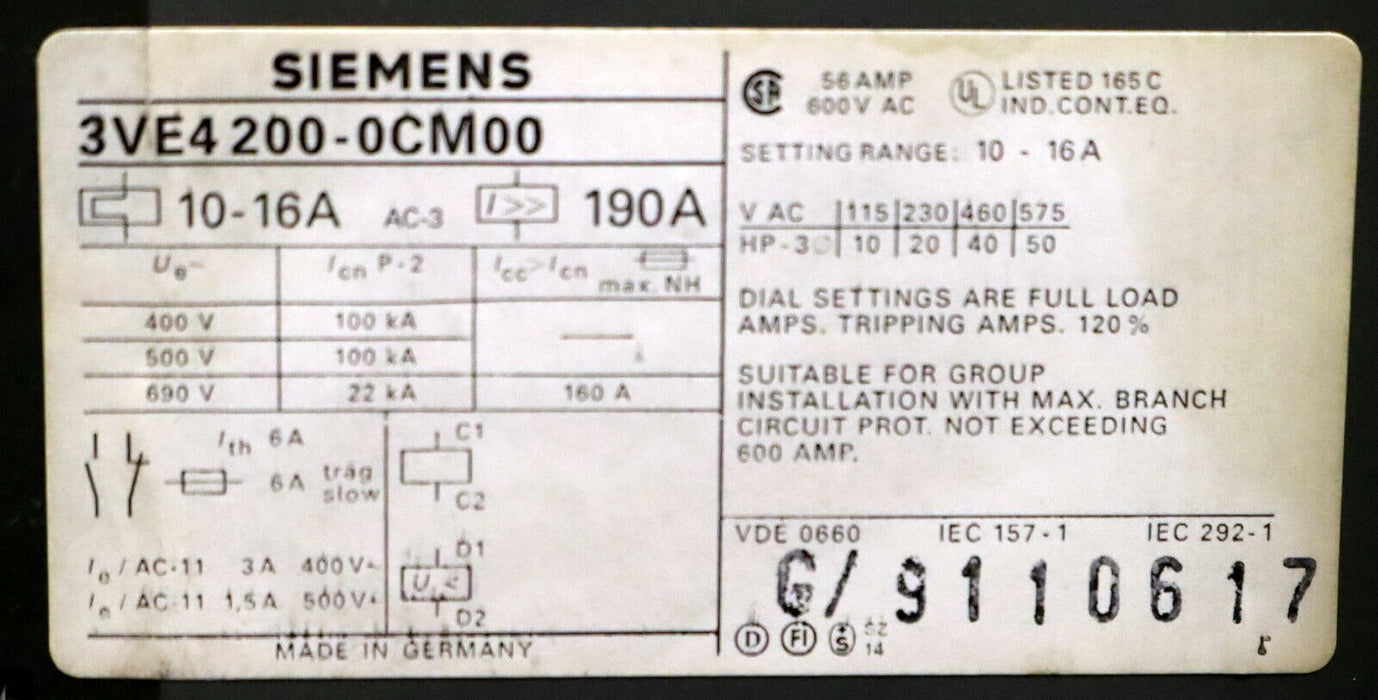 SIEMENS
3VE4 200-0CM00
10-16A AC-3 I>> 190A
Ue~ Icn P-2 Icc>Icn max. NH
400 V 100 kA
500 V 100 kA
690 V 22 kA 160 A
Ith 6A
6A träg
slow
Ie / AC-11 3A 400V~
Ie / AC-11 1,5A 500V~
C1
C2
D1
U<
D2
MADE IN GERMANY
56 AMP
600V AC
UL LISTED 165C
IND.CONT.EQ.
SETTING RANGE: 10 - 16A
V AC 115 230 460 575
HP-3 10 20 40 50
DIAL SETTINGS ARE FULL LOAD
AMPS. TRIPPING AMPS. 120%
SUITABLE FOR GROUP
INSTALLATION WITH MAX. BRANCH
CIRCUIT PROT. NOT EXCEEDING
600 AMP.
VDE 0660 IEC 157-1 IEC 292-1
G/9110617
D FI +S 14